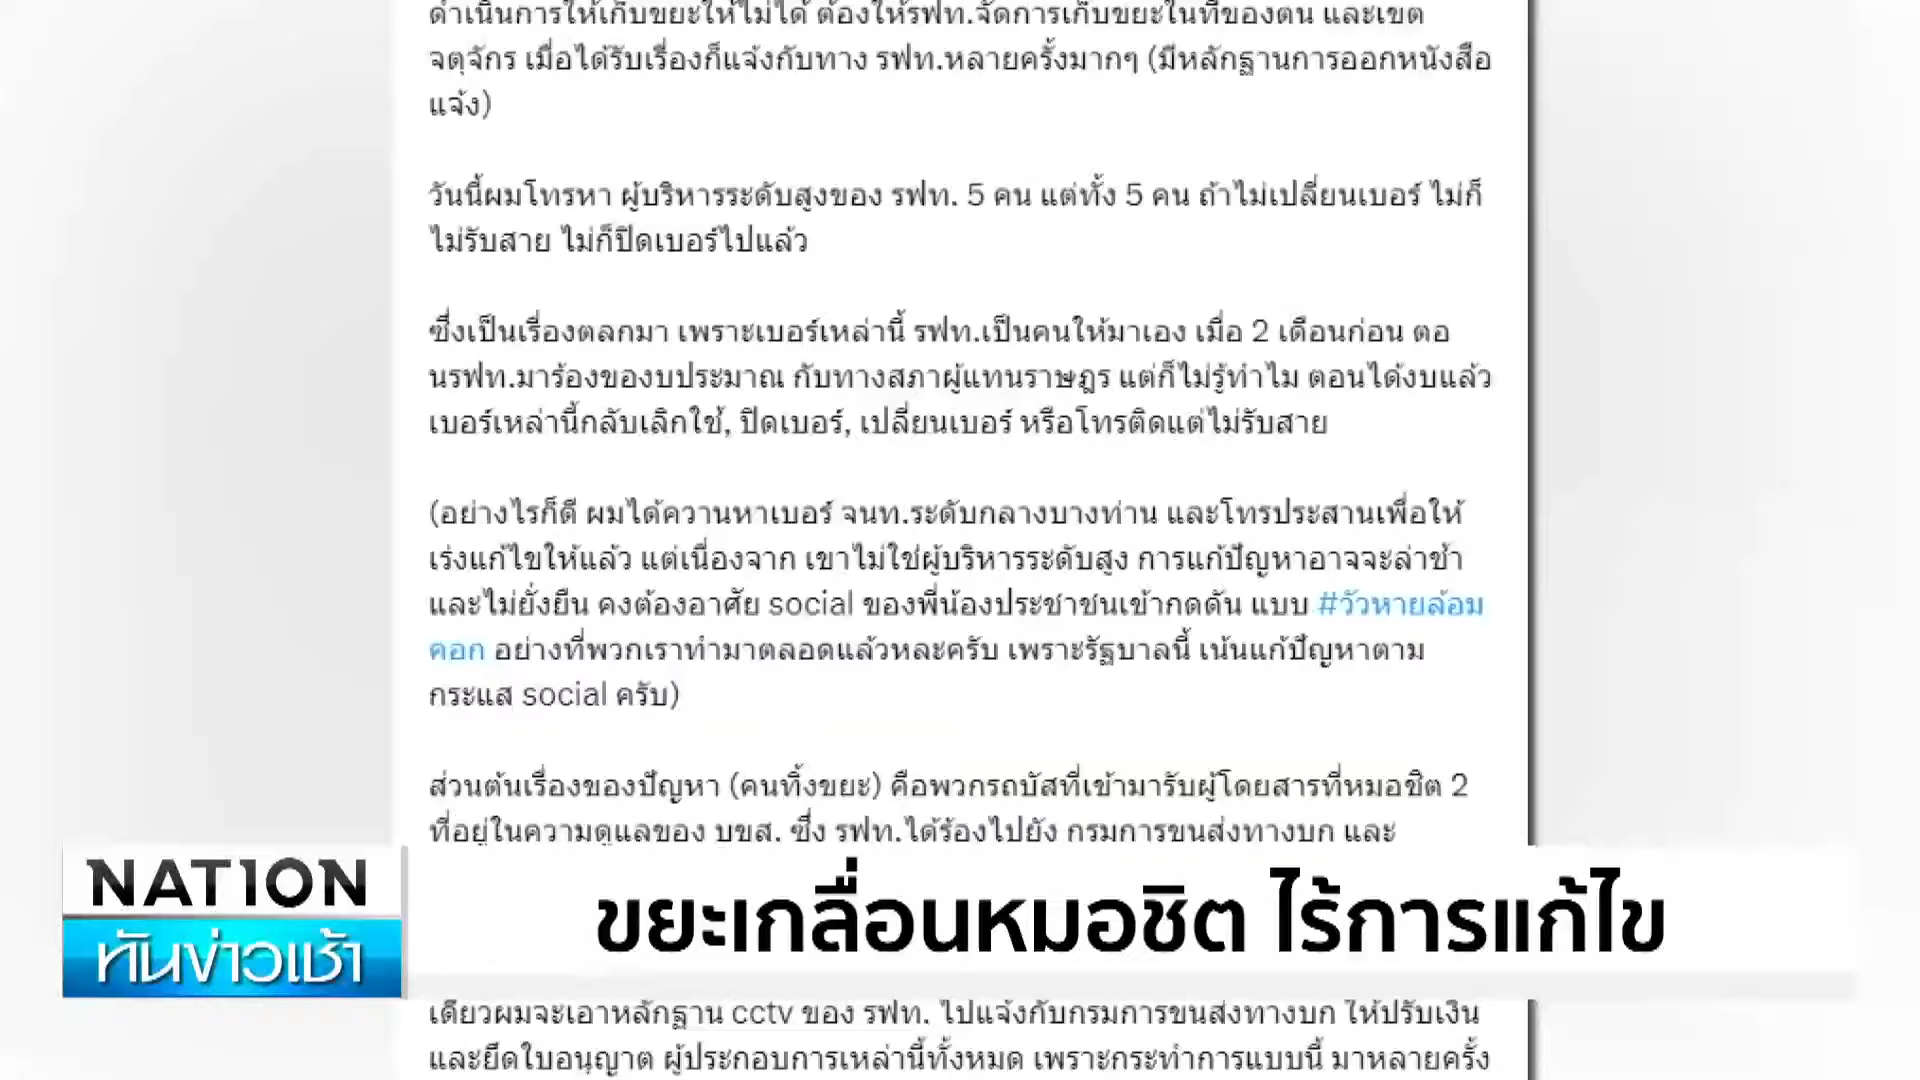 ดำเนินการให้เก็บขยะให้ไม่ได้ ต้องให้รฟท.จัดการเก็บขยะในที่ของตน และเขต
จตุจักร เมื่อได้รับเรื่องก็แจ้งกับทาง รฟท.หลายครั้งมากๆ (มีหลักฐานการออกหนังสือ
แจ้ง)
วันนี้ผมโทรหา ผู้บริหารระดับสูงของ รฟท. 5 คน แต่ทั้ง 5 คน ถ้าไม่เปลี่ยนเบอร์ ไม่ก็
ไม่รับสาย ไม่ก็ปิดเบอร์ไปแล้ว
ซึ่งเป็นเรื่องตลกมา เพราะเบอร์เหล่านี้ รฟท.เป็นคนให้มาเอง เมื่อ 2 เดือนก่อน ตอ
นรฟท.มาร้องของบประมาณ กับทางสภาผู้แทนราษฎร แต่ก็ไม่รู้ทำไม ตอนได้งบแล้ว
เบอร์เหล่านี้กลับเลิกใช้, ปิดเบอร์, เปลี่ยนเบอร์ หรือโทรติดแต่ไม่รับสาย
(อย่างไรก็ดี ผมได้ควานหาเบอร์ จนท.ระดับกลางบางท่าน และโทรประสานเพื่อให้
เร่งแก้ไขให้แล้ว แต่เนื่องจาก เขาไม่ใช่ผู้บริหารระดับสูง การแก้ปัญหาอาจจะล่าช้า
และไม่ยั่งยืน คงต้องอาศัย social ของพี่น้องประชาชนเข้ากดดัน แบบ #วัวหายล้อม
คอก อย่างที่พวกเราทำมาตลอดแล้วหละครับ เพราะรัฐบาลนี้ เน้นแก้ปัญหาตาม
กระแส social ครับ)
ส่วนต้นเรื่องของปัญหา (คนทิ้งขยะ) คือพวกรถบัสที่เข้ามารับผู้โดยสารที่หมอชิต 2
ที่อยู่ในความดูแลของ บขส. ซึ่ง รฟท.ได้ร้องไปยัง กรมการขนส่งทางบก และ
NATION
ทันข่าวเช้า
ขยะเกลื่อนหมอชิต ไร้การแก้ไข
เดียวผมจะเอาหลักฐาน cctv ของ รฟท. ไปแจ้งกับกรมการขนส่งทางบก ให้ปรับเงิน
และยึดใบอนุญาต ผู้ประกอบการเหล่านี้ทั้งหมด เพราะกระทำการแบบนี้ มาหลายครั้ง